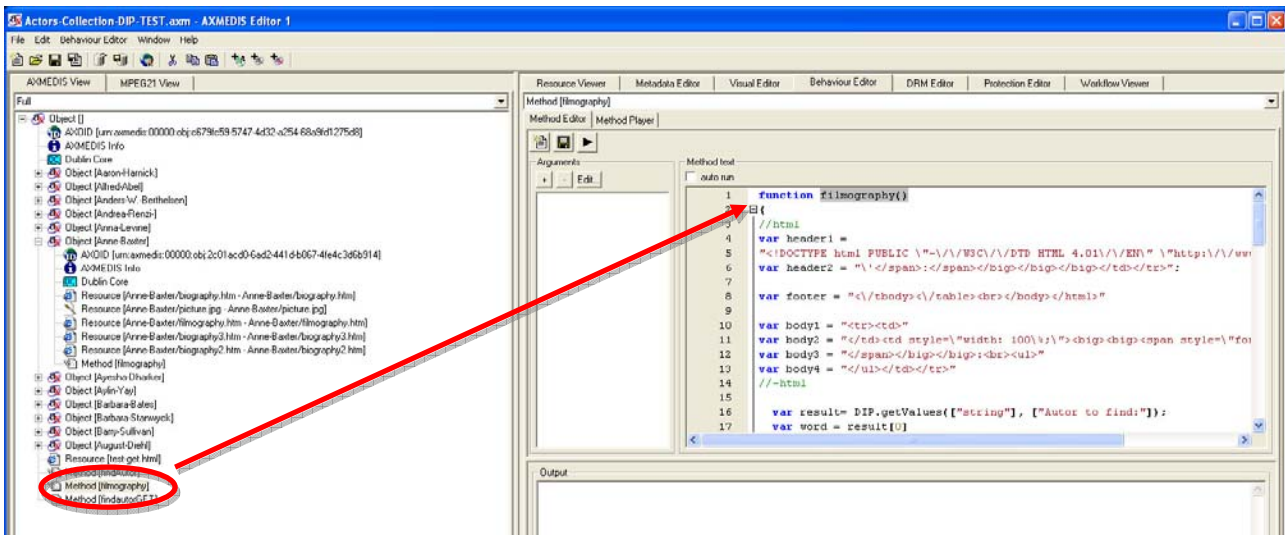 Actors-Collection-DIP-TEST.axm - AXMEDIS Editor 1
File Edit Behaviour Editor Window Help
AXMEDIS View MPEG21 View
Full
Object []
AXOID [urn:axmedis:00000:obj:c679fc59-5747-4d32-a254-68a9fd1275d8]
AXMEDIS Info
Dublin Core
Object [Aaron-Harnick]
Object [Alfred-Abel]
Object [Anders-W.-Berthelsen]
Object [Andrea-Renzi-]
Object [Anna-Levine]
Object [Anne-Baxter]
AXOID [urn:axmedis:00000:obj:2c01acd0-6ad2-441d-b067-4fe4c3d6b914]
AXMEDIS Info
Dublin Core
Resource [Anne-Baxter/biography.htm - Anne-Baxter/biography.htm]
Resource [Anne-Baxter/picture.jpg - Anne-Baxter/picture.jpg]
Resource [Anne-Baxter/filmography.htm - Anne-Baxter/filmography.htm]
Resource [Anne-Baxter/biography3.htm - Anne-Baxter/biography3.htm]
Resource [Anne-Baxter/biography2.htm - Anne-Baxter/biography2.htm]
Method [filmography]
Object [Ayesha-Dharker]
Object [Aylin-Yay]
Object [Barbara-Bates]
Object [Barbara-Stanwyck]
Object [Barry-Sullivan]
Object [August-Diehl]
Resource [test-get.html]
Method [findAutor]
Method [filmography]
Method [findautorGET]
Resource Viewer Metadata Editor Visual Editor Behaviour Editor DRM Editor Protection Editor Workflow Viewer
Method [filmography]
Method Editor Method Player
Arguments
+ - Edit..
Method text
auto run
1 function filmography()
2 {
3 //html
4 var header1 =
5 "<!DOCTYPE html PUBLIC \"-\/\/W3C\/\/DTD HTML 4.01\/\/EN\" \"http:\/\/www
6 var header2 = "\'</span>:</span></big></big></big></td></tr>";
7
8 var footer = "<\/tbody><\/table><br></body></html>"
9
10 var body1 = "<tr><td>"
11 var body2 = "</td><td style=\"width: 100\%;\"><big><big><span style=\"fo
12 var body3 = "</span></big></big>:<br><ul>"
13 var body4 = "</ul></td></tr>"
14 //-html
15
16 var result= DIP.getValues(["string"], ["Autor to find:"]);
17 var word = result[0]
Output